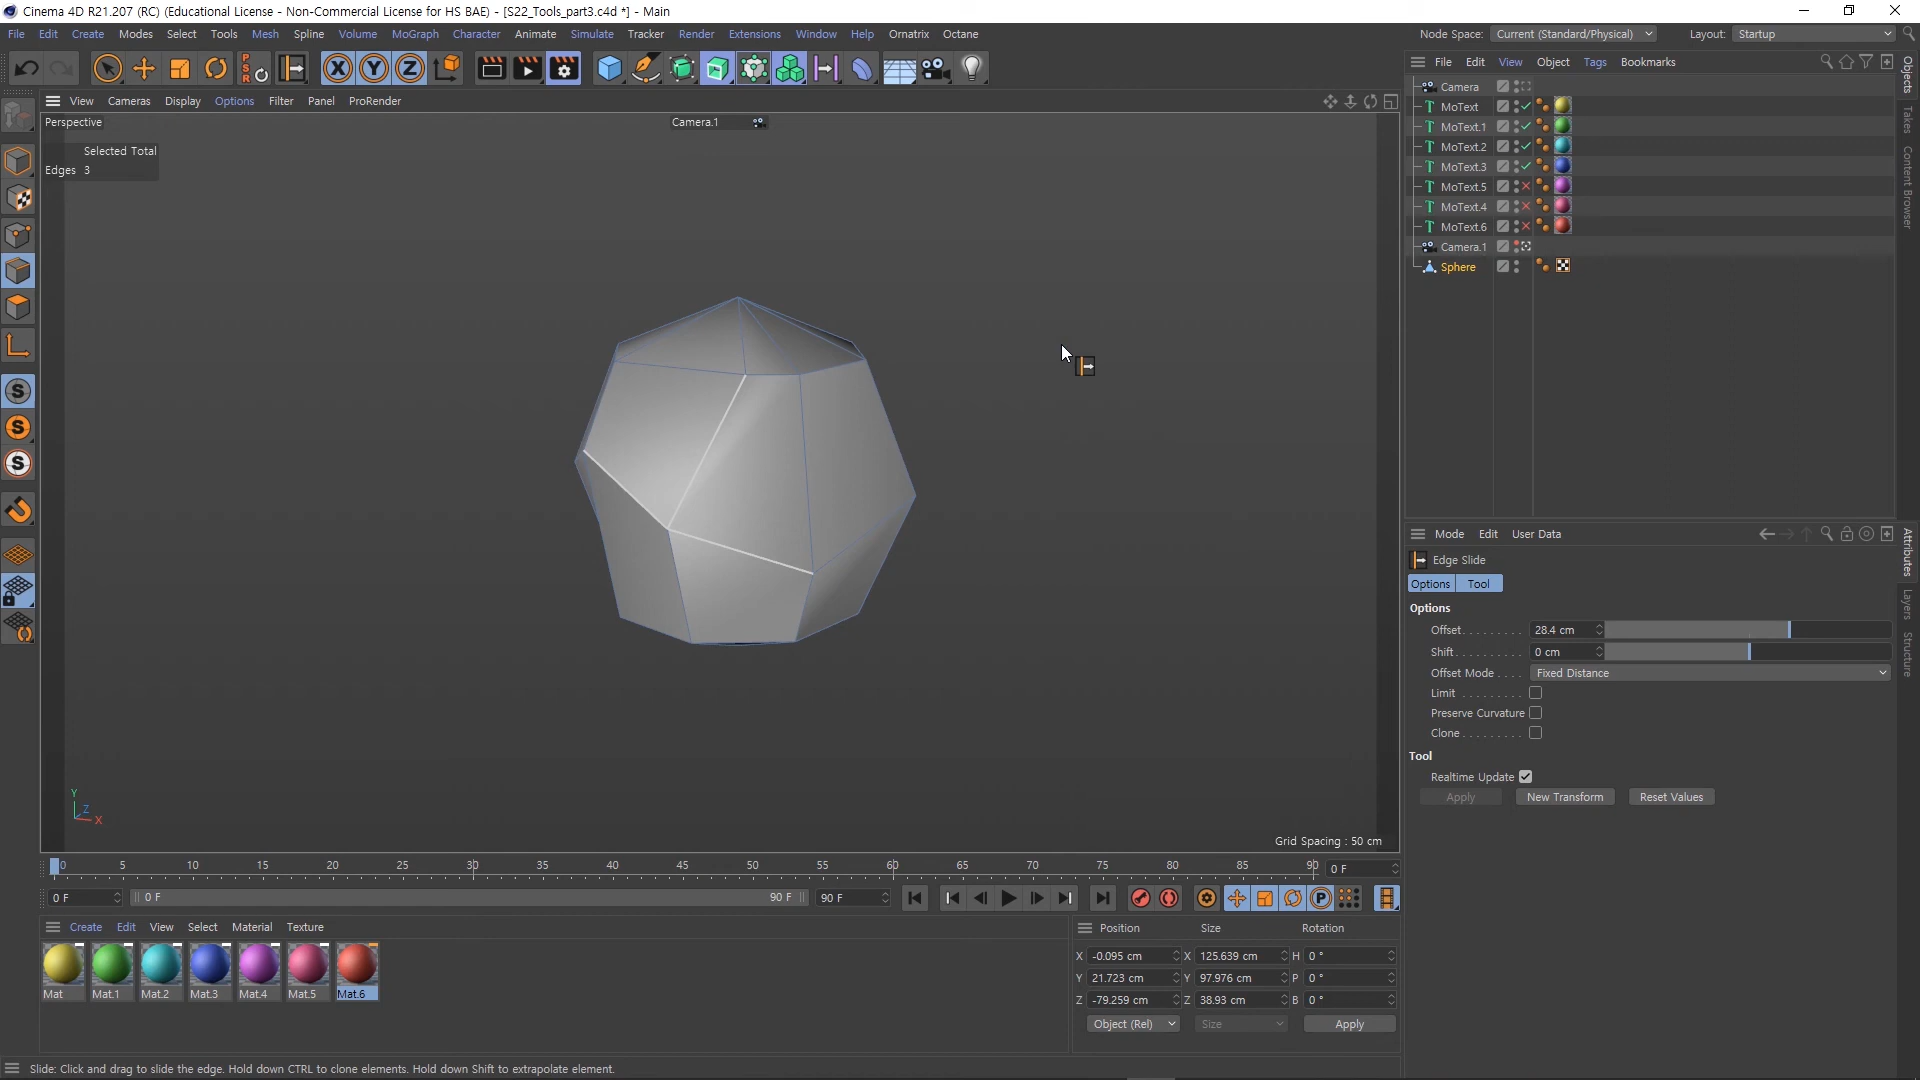 Cinema 4D R21.207 (RC) (Educational License - Non-Commercial License for HS BAE) - [S22_Tools_part3.c4d *] - Main
File Edit Create Modes Select Tools Mesh Spline Volume MoGraph Character Animate Simulate Tracker Render Extensions Window Help Ornatrix Octane Node Space: Current (Standard/Physical) Layout: Startup
PSR X Y Z
File Edit View Object Tags Bookmarks
View Cameras Display Options Filter Panel ProRender
Perspective Camera.1
Selected Total
Edges 3
Camera
MoText
MoText.1
MoText.2
MoText.3
MoText.5
MoText.4
MoText.6
Camera.1
Sphere
Objects
Takes
Content Browser
S
S
S
Mode Edit User Data
Edge Slide
Options Tool
Options
Offset 28.4 cm
Shift 0 cm
Offset Mode Fixed Distance
Limit
Preserve Curvature
Clone
Tool
Realtime Update
Apply New Transform Reset Values
Attributes
Layers
Structure
Y
Z
X
Grid Spacing : 50 cm
0 5 10 15 20 25 30 35 40 45 50 55 60 65 70 75 80 85 90 0 F
0 F 0 F 90 F 90 F P
Create Edit View Select Material Texture
Mat Mat.1 Mat.2 Mat.3 Mat.4 Mat.5 Mat.6
Position Size Rotation
X -0.095 cm X 125.639 cm H 0 °
Y 21.723 cm Y 97.976 cm P 0 °
Z -79.259 cm Z 38.93 cm B 0 °
Object (Rel) Size Apply
Slide: Click and drag to slide the edge. Hold down CTRL to clone elements. Hold down Shift to extrapolate element.